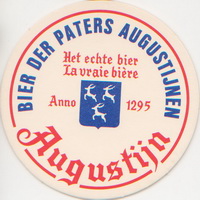 BIER DER PATERS AUGUSTIJNEN
Het echte bier
La vraie bière
Anno 1295
Augustijn